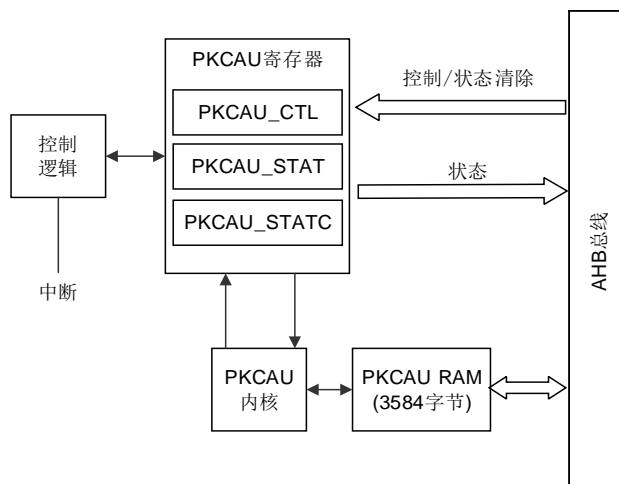 PKCAU寄存器
PKCAU_CTL
PKCAU_STAT
PKCAU_STATC
控制
逻辑
中断
控制/状态清除
状态
AHB总线
PKCAU
内核
PKCAU RAM
(3584字节)